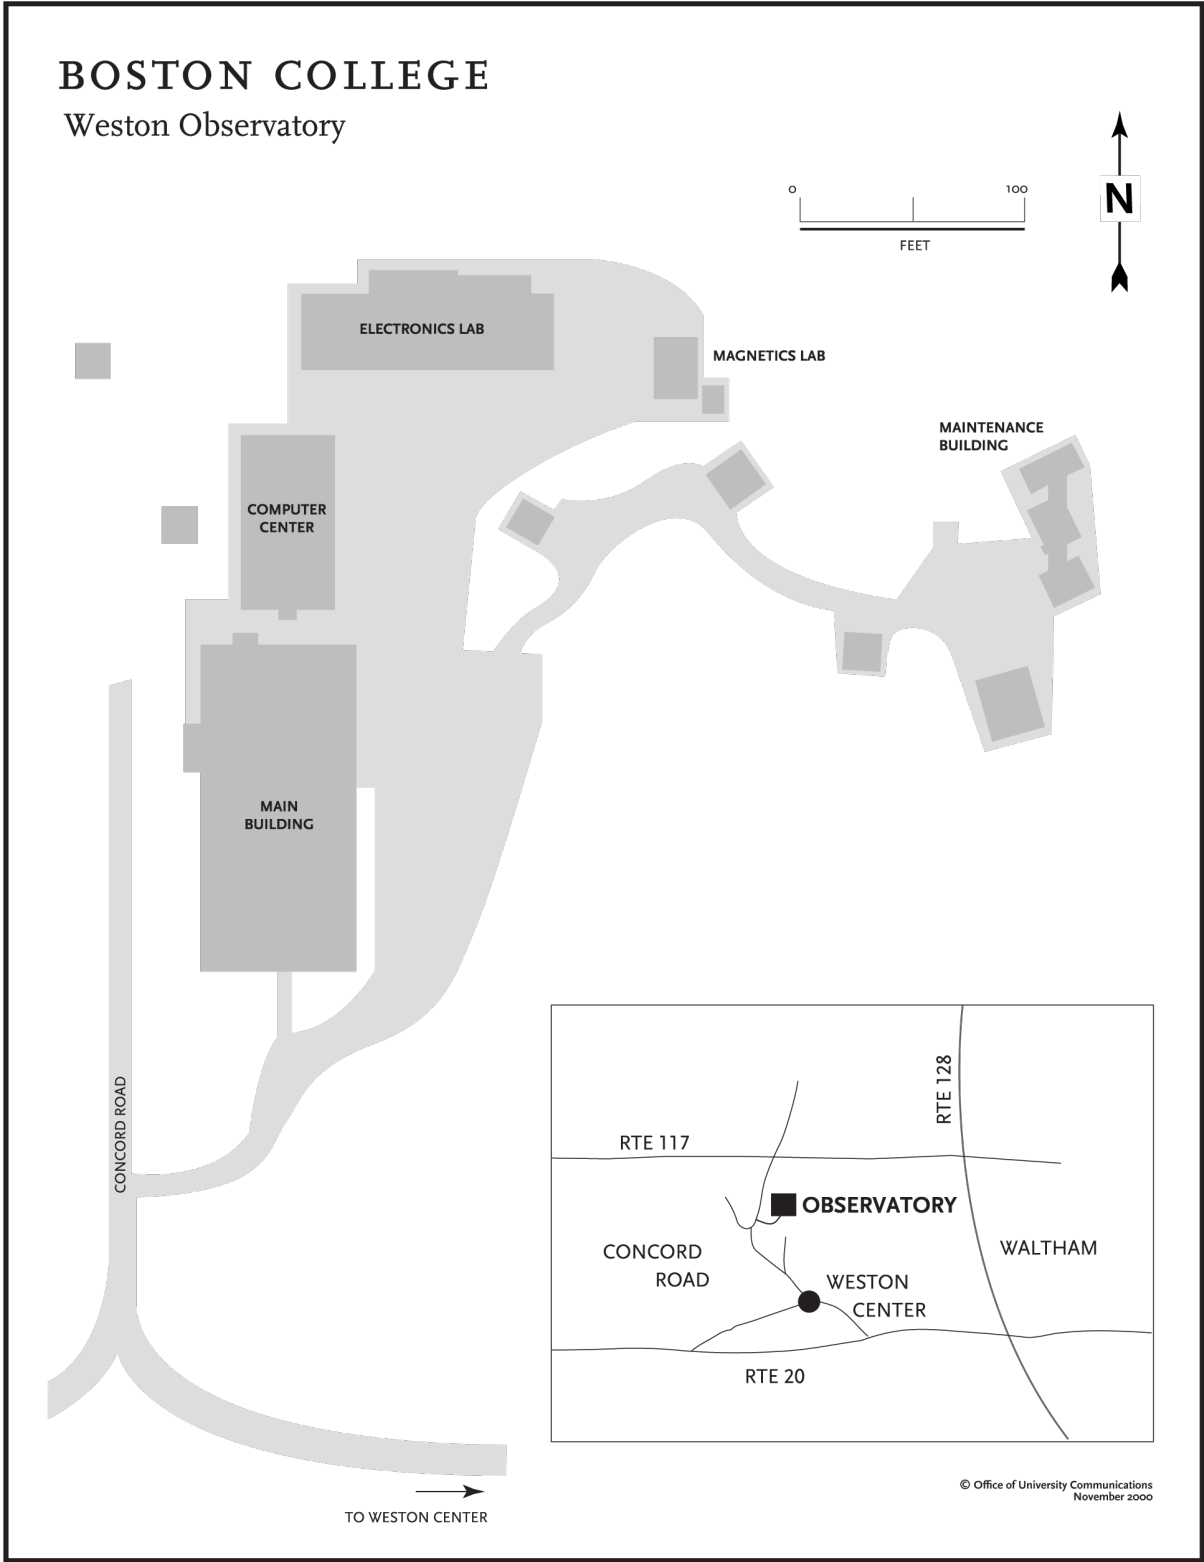 BOSTON COLLEGE
Weston Observatory
N
0 100
FEET
ELECTRONICS LAB
MAGNETICS LAB
MAINTENANCE
BUILDING
COMPUTER
CENTER
MAIN
BUILDING
CONCORD ROAD
TO WESTON CENTER
RTE 128
RTE 117
OBSERVATORY
WALTHAM
CONCORD
ROAD
WESTON
CENTER
RTE 20
© Office of University Communications
November 2000